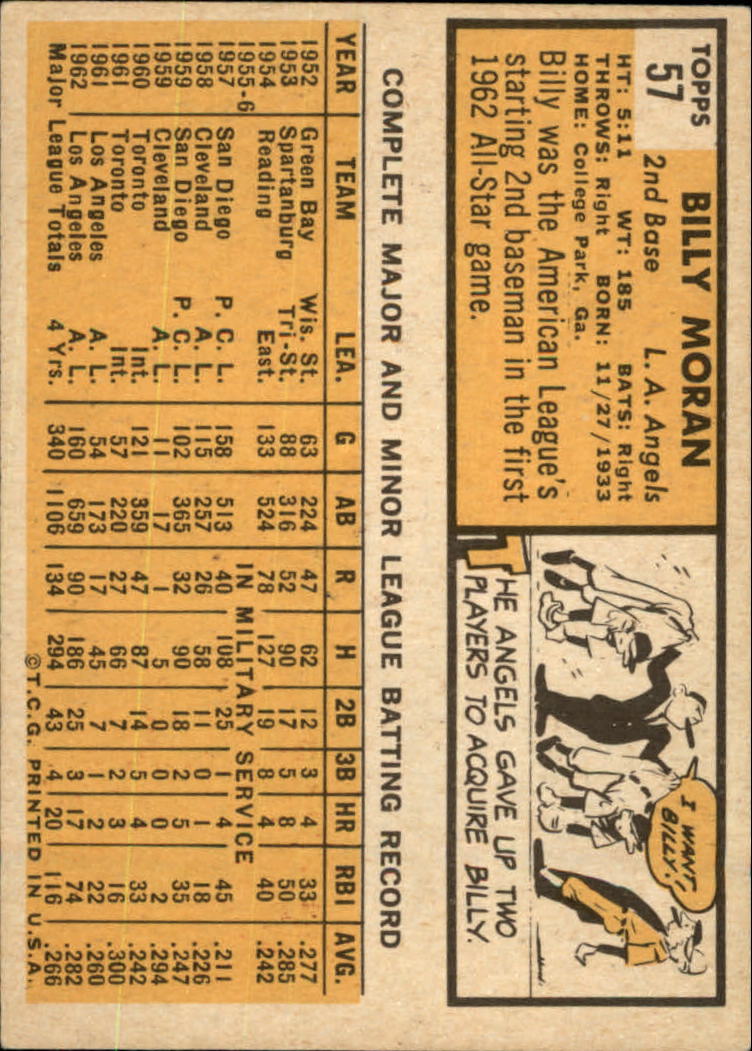 TOPPS
57
BILLY MORAN
2nd Base L. A. Angels
HT: 5:11 WT: 185 BATS: Right
THROWS: Right BORN: 11/27/1933
HOME: College Park, Ga.
Billy was the American League's
starting 2nd baseman in the first
1962 All-Star game.
I WANT
BILLY!
THE ANGELS GAVE UP TWO
PLAYERS TO ACQUIRE BILLY.
COMPLETE MAJOR AND MINOR LEAGUE BATTING RECORD
YEAR TEAM LEA. G AB R H 2B 3B HR RBI AVG.
1952 Green Bay Wis. St. 63 224 47 62 12 3 4 33 .277
1953 Spartanburg Tri-St. 88 316 52 90 17 5 8 50 .285
1954 Reading East. 133 524 78 127 19 8 4 40 .242
1955-6 IN MILITARY SERVICE
1957 San Diego P. C. L. 158 513 40 108 25 1 4 45 .211
1958 Cleveland A. L. 115 257 26 58 11 0 1 18 .226
1959 San Diego P. C. L. 102 365 32 90 18 2 5 35 .247
1959 Cleveland A. L. 11 17 1 5 0 0 0 2 .294
1960 Toronto Int. 121 359 47 87 14 5 4 33 .242
1961 Toronto Int. 57 220 27 66 7 2 3 16 .300
1961 Los Angeles A. L. 54 173 17 45 7 1 2 22 .260
1962 Los Angeles A. L. 160 659 90 186 25 3 17 74 .282
Major League Totals 4 Yrs. 340 1106 134 294 43 4 20 116 .266
©T.C.G. PRINTED IN U.S.A.